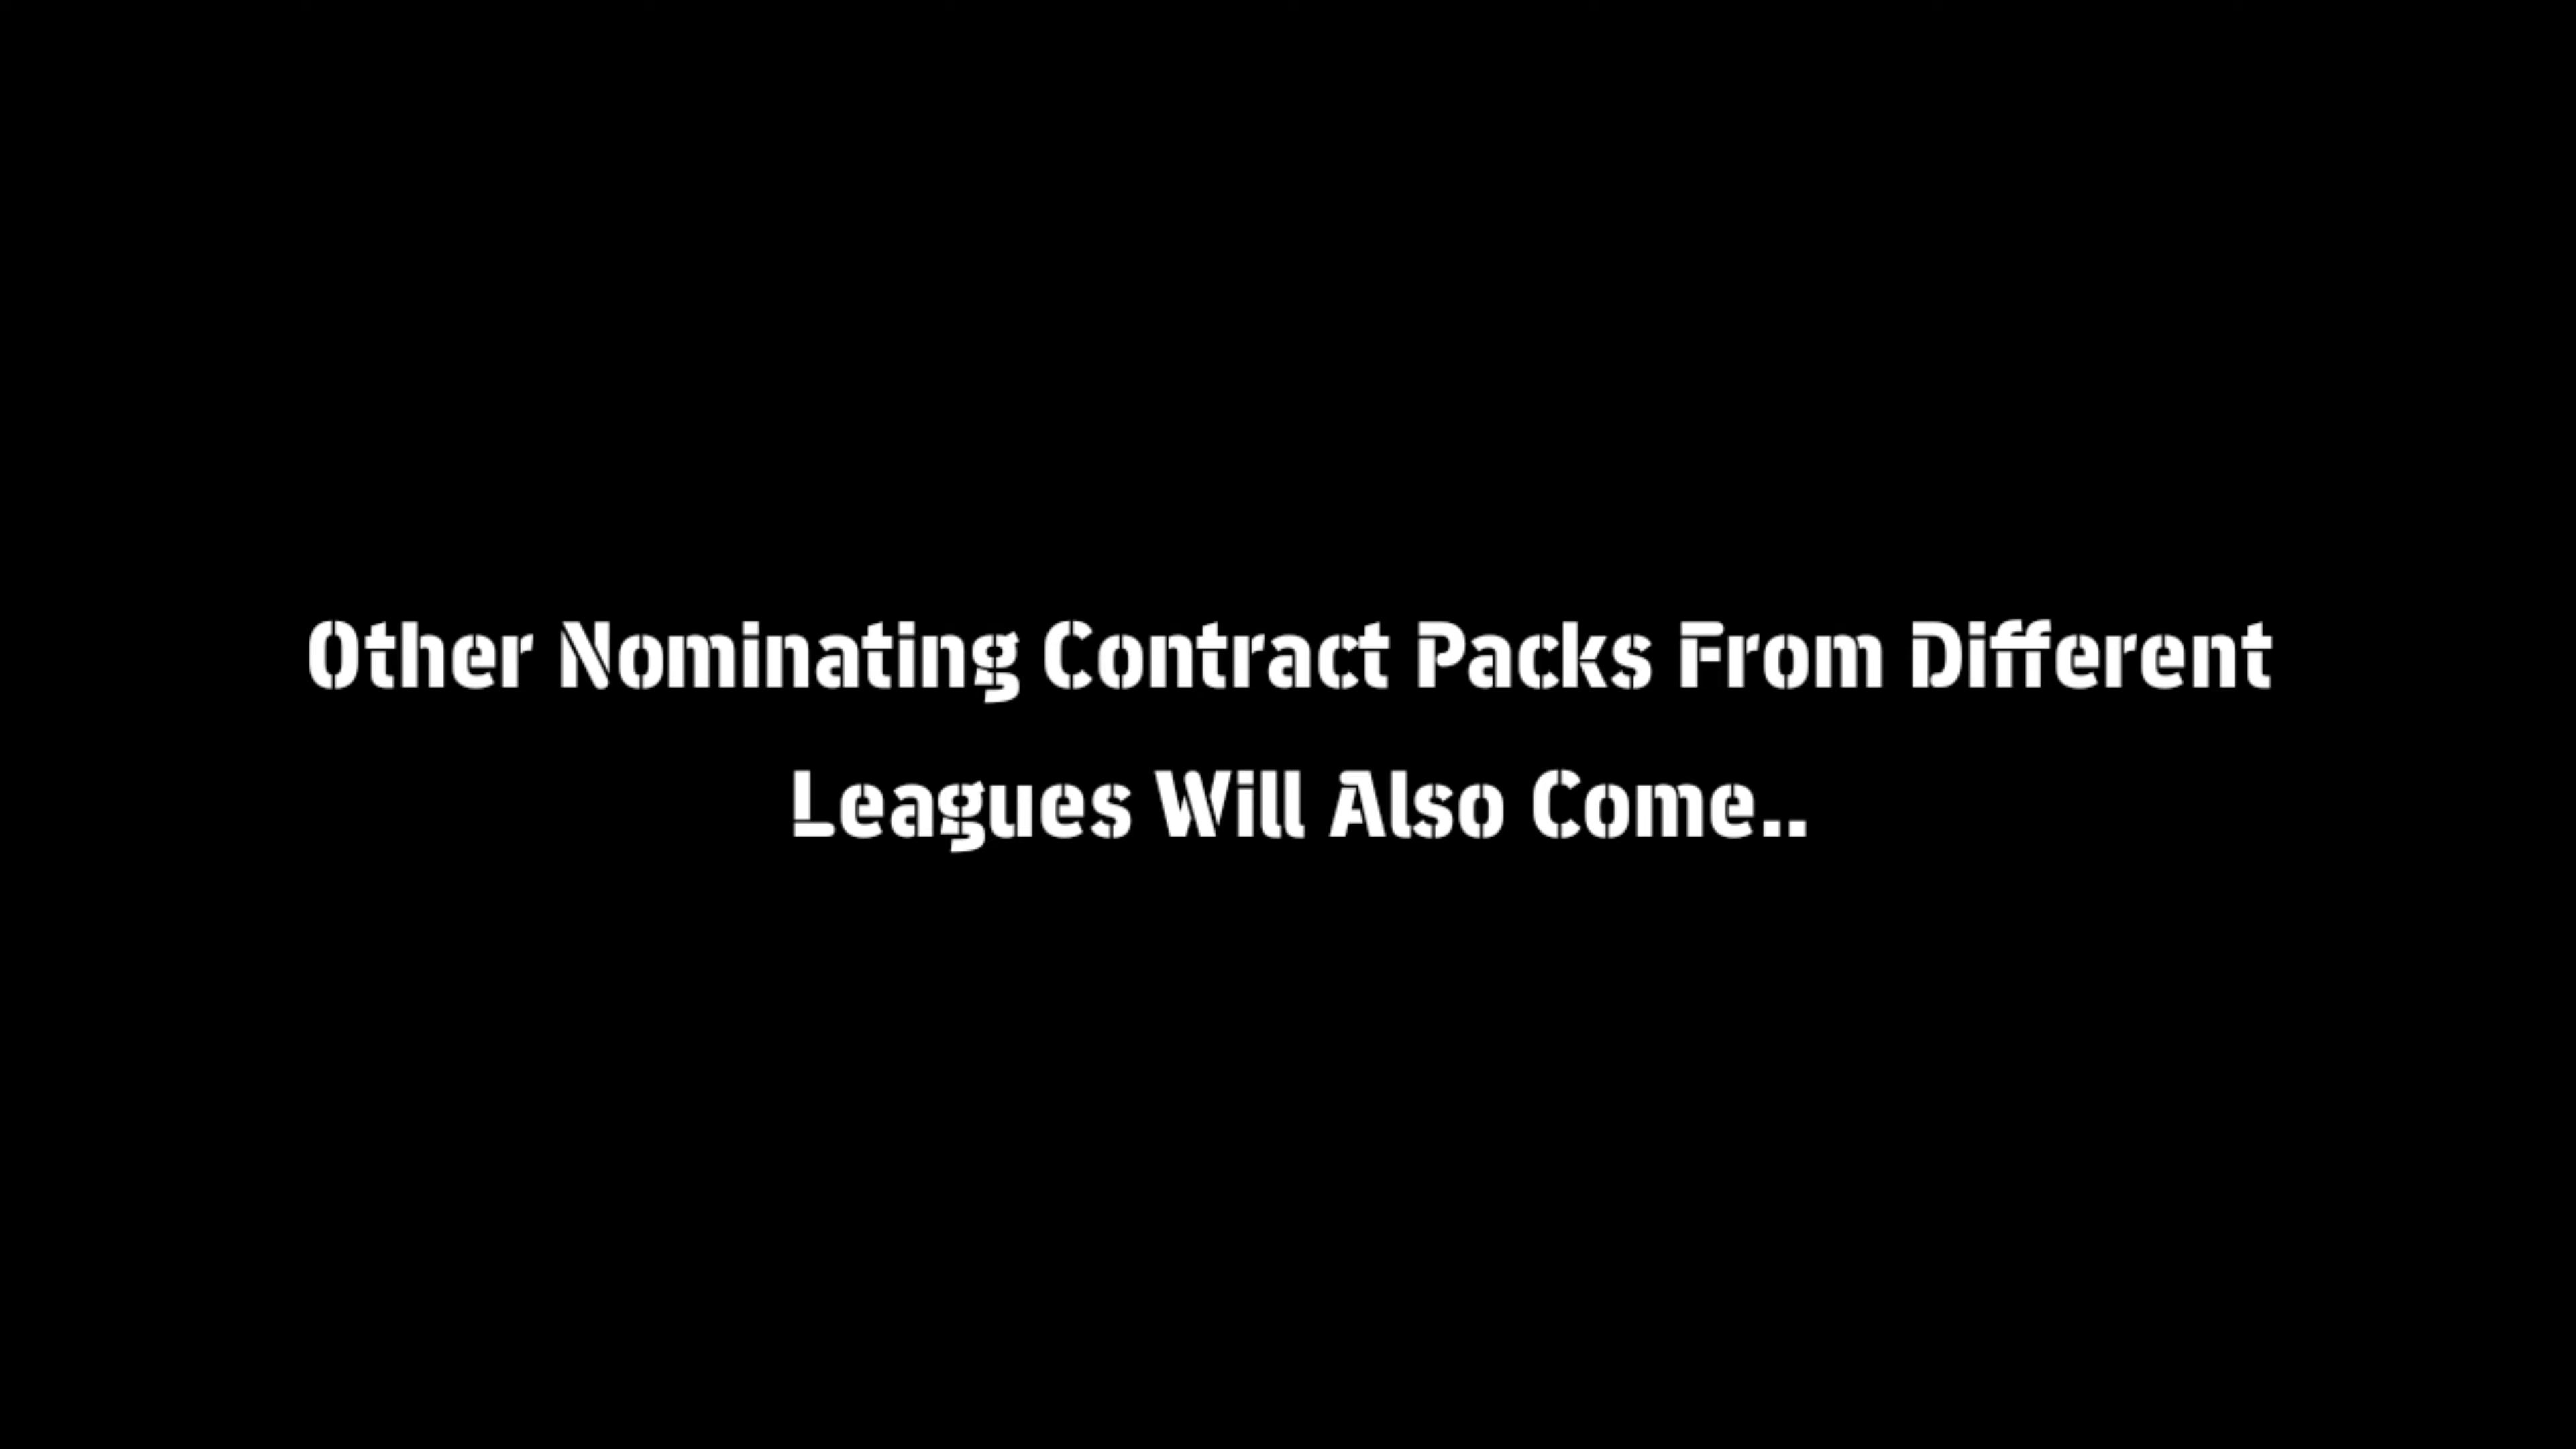 Other Nominating Contract Packs From Different
Leagues Will Also Come..